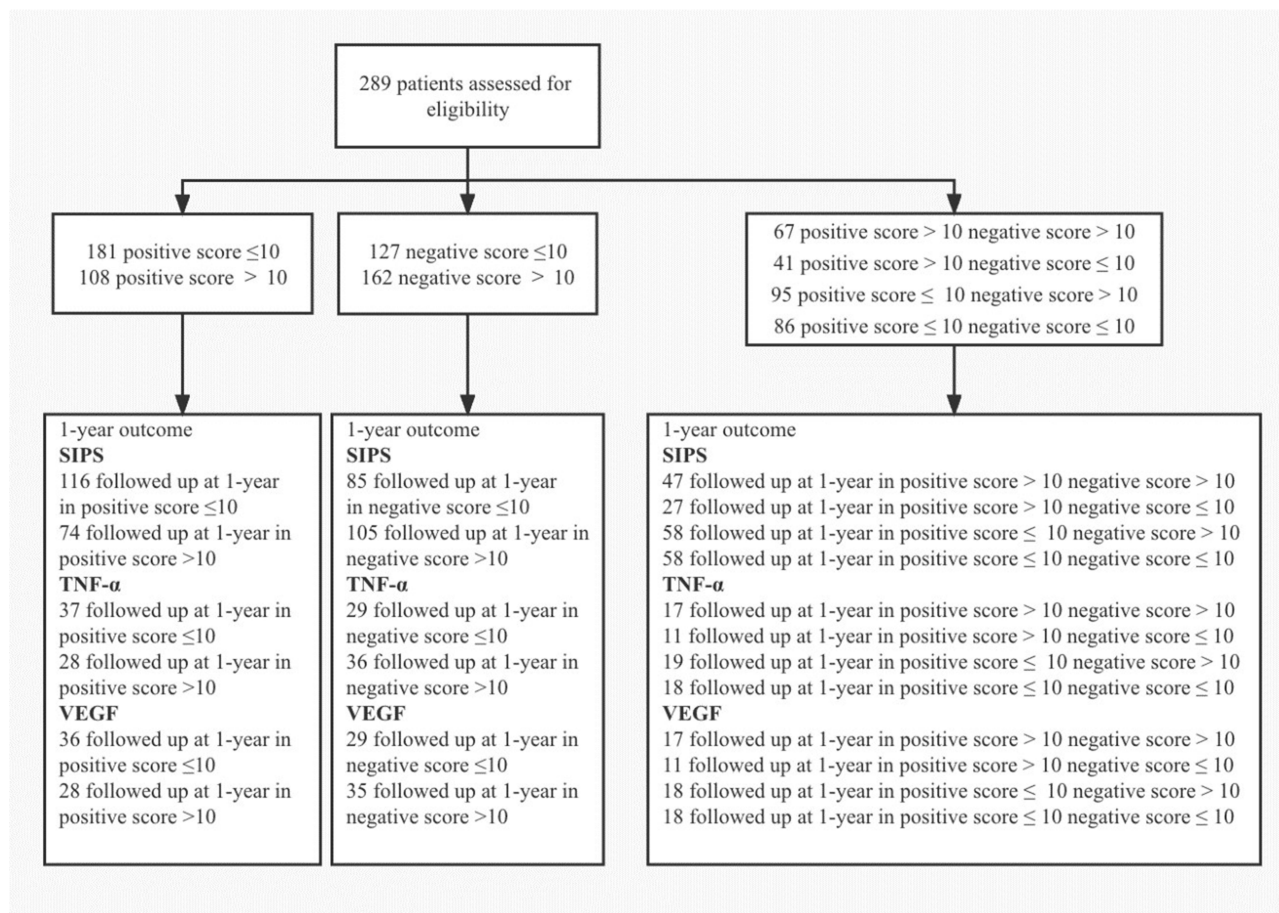 289 patients assessed for
eligibility
181 positive score ≤10
108 positive score > 10
127 negative score ≤10
162 negative score > 10
67 positive score > 10 negative score > 10
41 positive score > 10 negative score ≤ 10
95 positive score ≤ 10 negative score > 10
86 positive score ≤ 10 negative score ≤ 10
1-year outcome
SIPS
116 followed up at 1-year
in positive score ≤10
74 followed up at 1-year in
positive score >10
TNF-α
37 followed up at 1-year in
positive score ≤10
28 followed up at 1-year in
positive score >10
VEGF
36 followed up at 1-year in
positive score ≤10
28 followed up at 1-year in
positive score >10
1-year outcome
SIPS
85 followed up at 1-year
in negative score ≤10
105 followed up at 1-year in
negative score >10
TNF-α
29 followed up at 1-year in
negative score ≤10
36 followed up at 1-year in
negative score >10
VEGF
29 followed up at 1-year in
negative score ≤10
35 followed up at 1-year in
negative score >10
1-year outcome
SIPS
47 followed up at 1-year in positive score > 10 negative score > 10
27 followed up at 1-year in positive score > 10 negative score ≤ 10
58 followed up at 1-year in positive score ≤ 10 negative score > 10
58 followed up at 1-year in positive score ≤ 10 negative score ≤ 10
TNF-α
17 followed up at 1-year in positive score > 10 negative score > 10
11 followed up at 1-year in positive score > 10 negative score ≤ 10
19 followed up at 1-year in positive score ≤ 10 negative score > 10
18 followed up at 1-year in positive score ≤ 10 negative score ≤ 10
VEGF
17 followed up at 1-year in positive score > 10 negative score > 10
11 followed up at 1-year in positive score > 10 negative score ≤ 10
18 followed up at 1-year in positive score ≤ 10 negative score > 10
18 followed up at 1-year in positive score ≤ 10 negative score ≤ 10